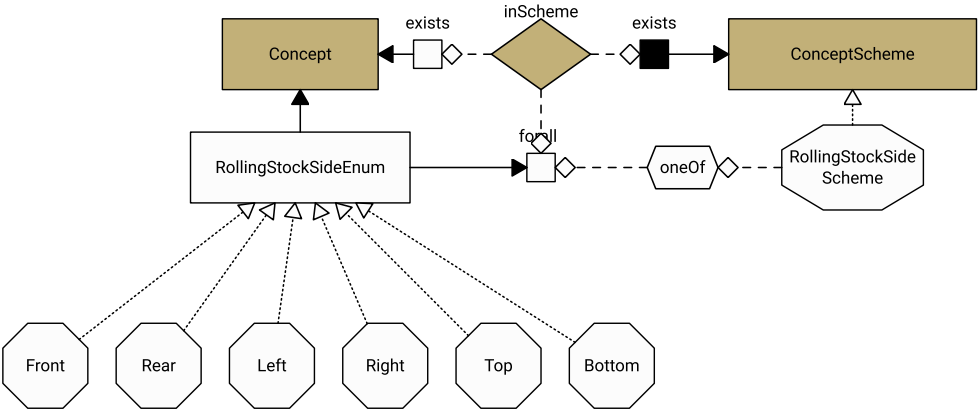 inScheme
exists
exists
Concept
ConceptScheme
forall
RollingStockSideEnum
oneOf
RollingStockSide
Scheme
Front
Rear
Left
Right
Top
Bottom